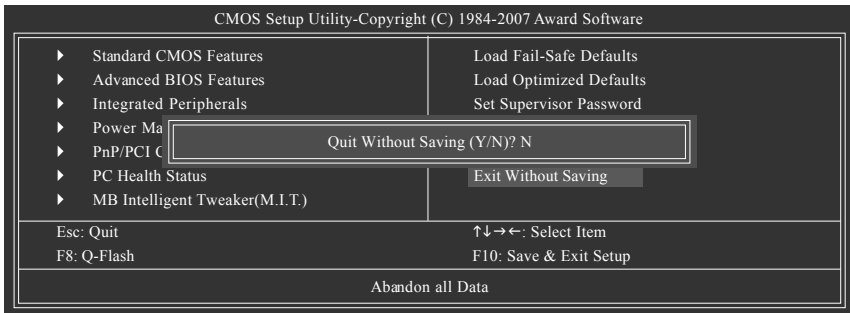 CMOS Setup Utility-Copyright (C) 1984-2007 Award Software
Standard CMOS Features
Advanced BIOS Features
Integrated Peripherals
Power Ma
PnP/PCI
PC Health Status
MB Intelligent Tweaker(M.I.T.)
Load Fail-Safe Defaults
Load Optimized Defaults
Set Supervisor Password
Exit Without Saving
Quit Without Saving (Y/N)? N
Esc: Quit
F8: Q-Flash
↑↓→←: Select Item
F10: Save & Exit Setup
Abandon all Data